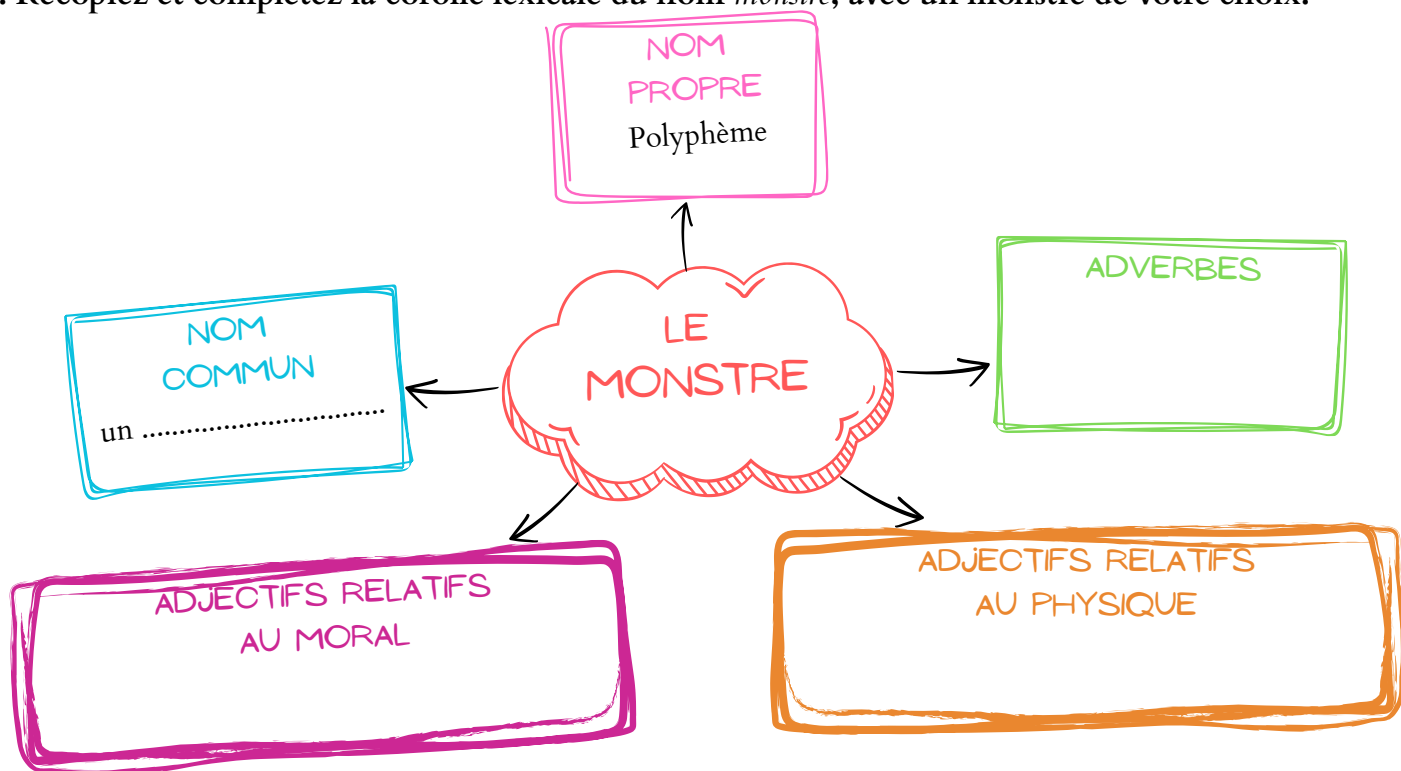 . Recopiez et complétez la corolle lexicale du nom monstre, avec un monstre de votre choix.
NOM
PROPRE
Polyphème
ADVERBES
LE
MONSTRE
NOM
COMMUN
un .................................
ADJECTIFS RELATIFS
AU MORAL
ADJECTIFS RELATIFS
AU PHYSIQUE